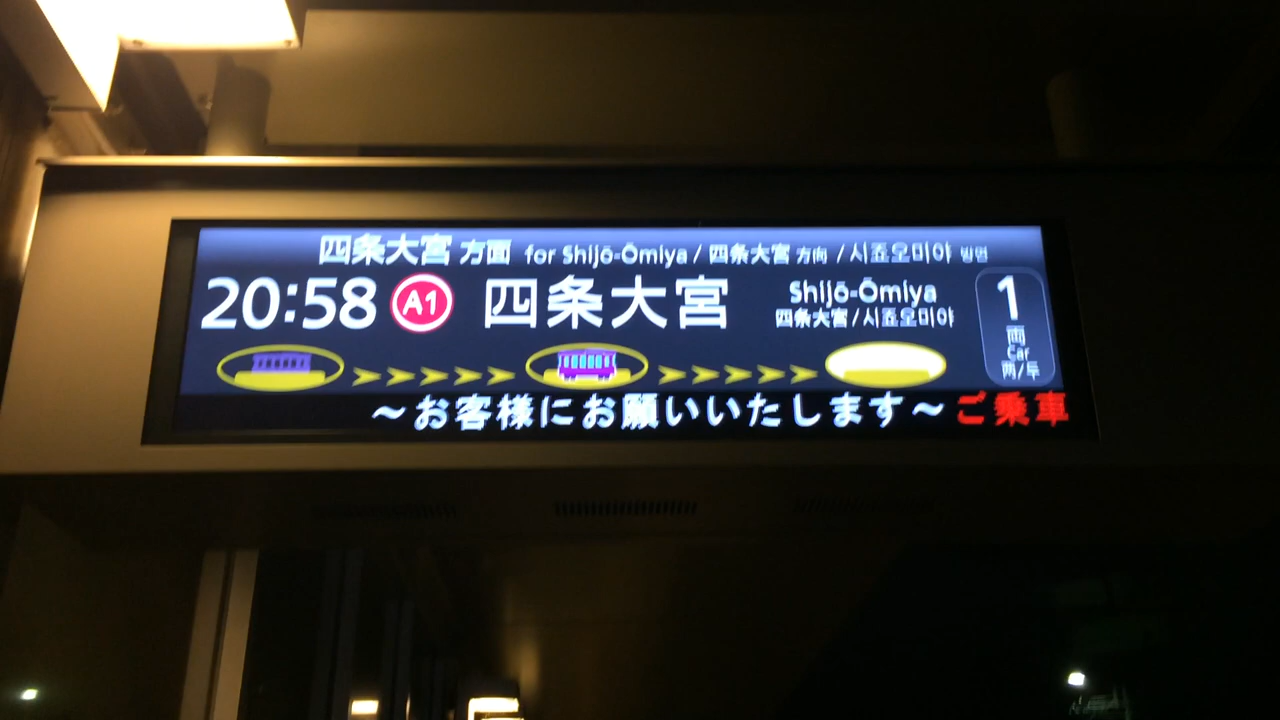 四条大宮 方面 for Shijō-Ōmiya / 四条大宮 方向 / 시죠오미야 방면
20:58 A1 四条大宮 Shijō-Ōmiya 1
四条大宮/시죠오미야 両
Car
两/두
～お客様にお願いいたします～ご乗車